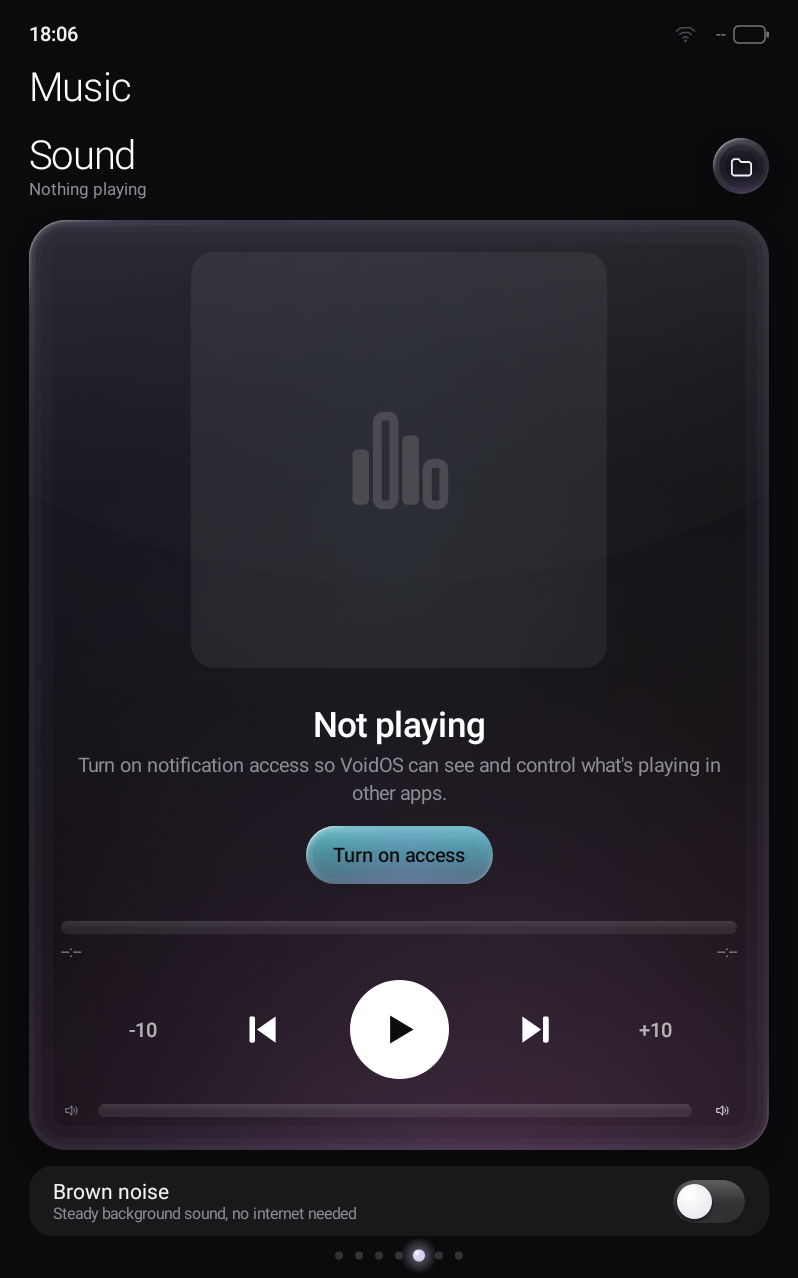 18:06
--
Music
Sound
Nothing playing
Not playing
Turn on notification access so VoidOS can see and control what's playing in
other apps.
Turn on access
--:--
--:--
-10
+10
Brown noise
Steady background sound, no internet needed